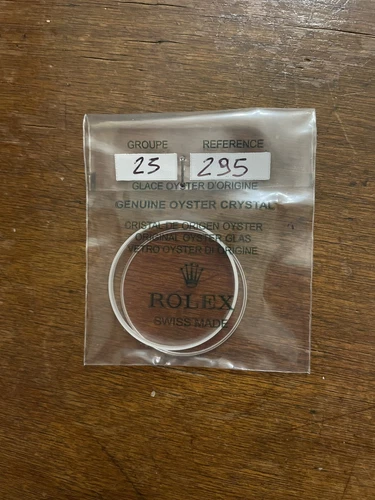 GROUPE REFERENCE
25 295
GLACE OYSTER D'ORIGINE
GENUINE OYSTER CRYSTAL
CRISTAL DE ORIGEN OYSTER
ORIGINAL OYSTER GLAS
VETRO OYSTER DI ORIGINE
ROLEX
SWISS MADE